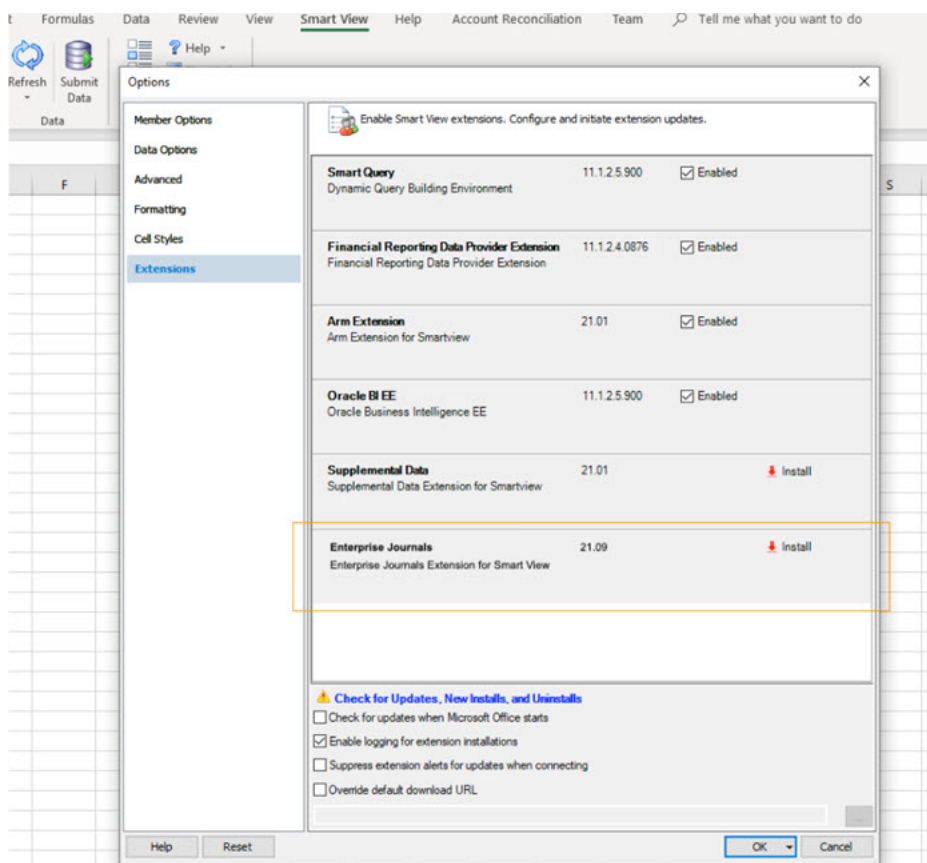 Formulas Data Review View Smart View Help Account Reconciliation Team Tell me what you want to do
Refresh
Submit Data
Help
Data
Options
F
S
Member Options
Data Options
Advanced
Formatting
Cell Styles
Extensions
Enable Smart View extensions. Configure and initiate extension updates.
Smart Query 11.1.2.5.900 Enabled
Dynamic Query Building Environment
Financial Reporting Data Provider Extension 11.1.2.4.0876 Enabled
Financial Reporting Data Provider Extension
Arm Extension 21.01 Enabled
Arm Extension for Smartview
Oracle BI EE 11.1.2.5.900 Enabled
Oracle Business Intelligence EE
Supplemental Data 21.01 Install
Supplemental Data Extension for Smartview
Enterprise Journals 21.09 Install
Enterprise Journals Extension for Smart View
Check for Updates, New Installs, and Uninstalls
Check for updates when Microsoft Office starts
Enable logging for extension installations
Suppress extension alerts for updates when connecting
Override default download URL
...
Help Reset OK Cancel